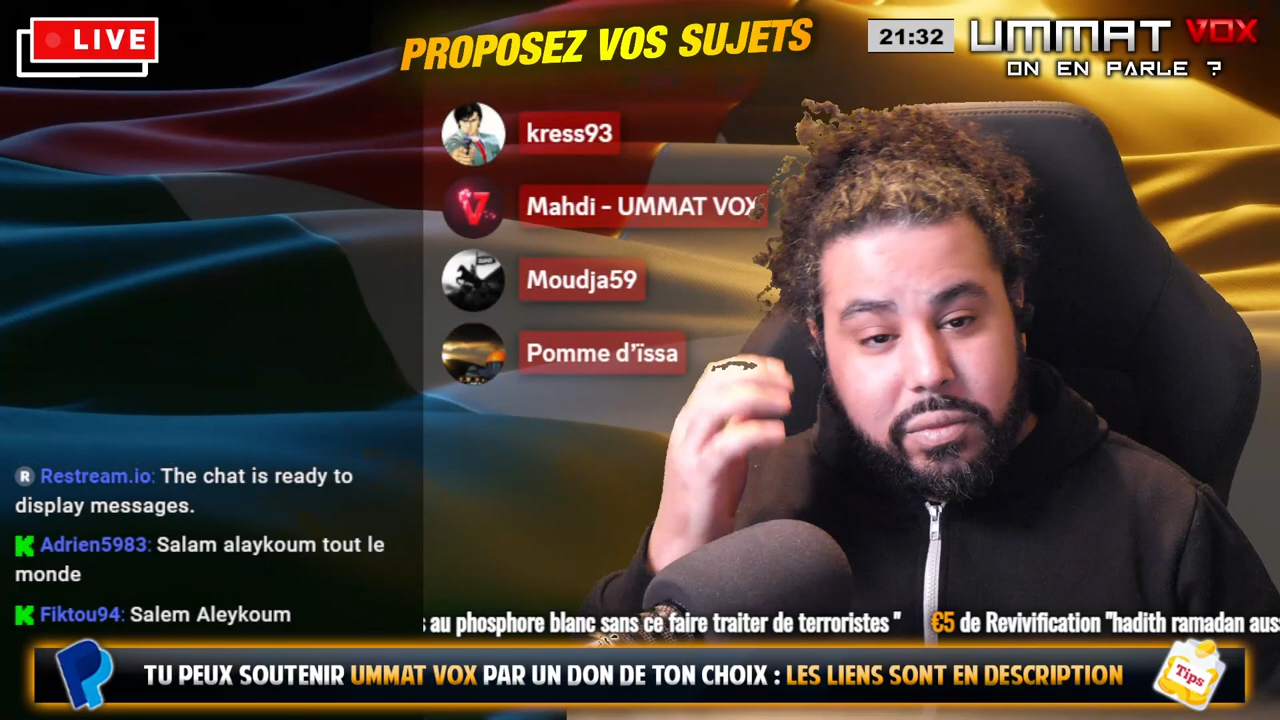 LIVE
PROPOSEZ VOS SUJETS
21:32
UMMAT VOX
ON EN PARLE ?
kress93
Mahdi - UMMAT VOX
Moudja59
Pomme d'ïssa
R Restream.io: The chat is ready to
display messages.
Adrien5983: Salam alaykoum tout le
monde
Fiktou94: Salem Aleykoum
au phosphore blanc sans ce faire traiter de terroristes " €5 de Revivification "hadith ramadan aus
TU PEUX SOUTENIR UMMAT VOX PAR UN DON DE TON CHOIX : LES LIENS SONT EN DESCRIPTION
Tips